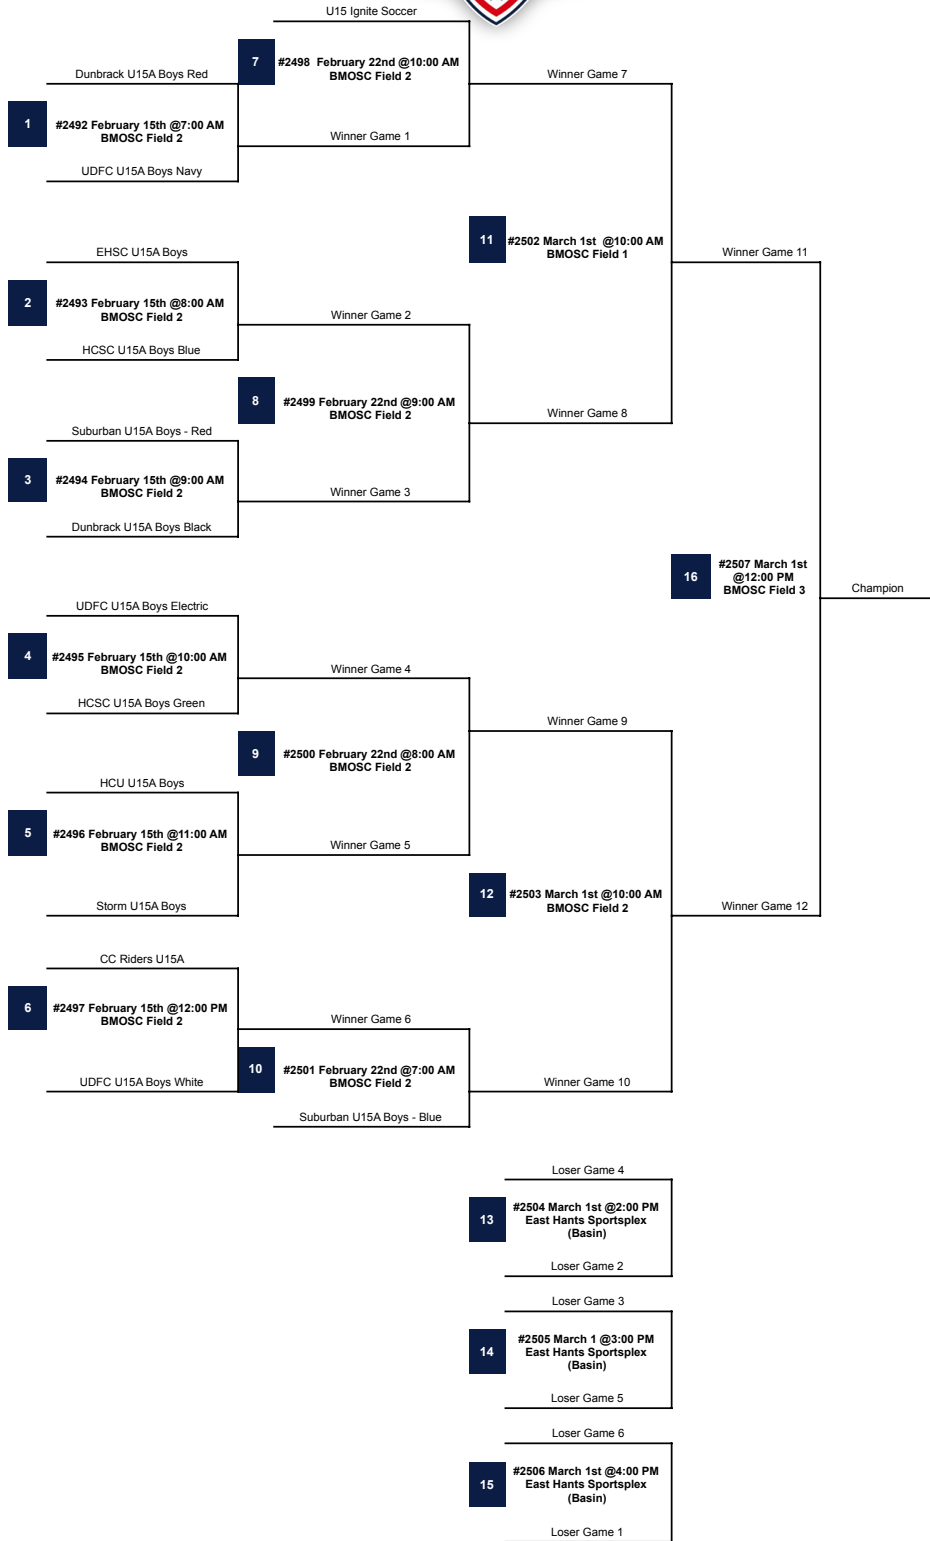 U15 Ignite Soccer
7
#2498 February 22nd @10:00 AM
BMOSC Field 2
Dunbrack U15A Boys Red
Winner Game 7
1
#2492 February 15th @7:00 AM
BMOSC Field 2
Winner Game 1
UDFC U15A Boys Navy
11
#2502 March 1st @10:00 AM
BMOSC Field 1
EHSC U15A Boys
Winner Game 11
2
#2493 February 15th @8:00 AM
BMOSC Field 2
Winner Game 2
HCSC U15A Boys Blue
8
#2499 February 22nd @9:00 AM
BMOSC Field 2
Winner Game 8
Suburban U15A Boys - Red
3
#2494 February 15th @9:00 AM
BMOSC Field 2
Winner Game 3
Dunbrack U15A Boys Black
16
#2507 March 1st
@12:00 PM
BMOSC Field 3
Champion
UDFC U15A Boys Electric
4
#2495 February 15th @10:00 AM
BMOSC Field 2
Winner Game 4
HCSC U15A Boys Green
Winner Game 9
9
#2500 February 22nd @8:00 AM
BMOSC Field 2
HCU U15A Boys
5
#2496 February 15th @11:00 AM
BMOSC Field 2
Winner Game 5
12
#2503 March 1st @10:00 AM
BMOSC Field 2
Storm U15A Boys
Winner Game 12
CC Riders U15A
6
#2497 February 15th @12:00 PM
BMOSC Field 2
Winner Game 6
10
#2501 February 22nd @7:00 AM
BMOSC Field 2
UDFC U15A Boys White
Winner Game 10
Suburban U15A Boys - Blue
Loser Game 4
13
#2504 March 1st @2:00 PM
East Hants Sportsplex
(Basin)
Loser Game 2
Loser Game 3
14
#2505 March 1 @3:00 PM
East Hants Sportsplex
(Basin)
Loser Game 5
Loser Game 6
15
#2506 March 1st @4:00 PM
East Hants Sportsplex
(Basin)
Loser Game 1